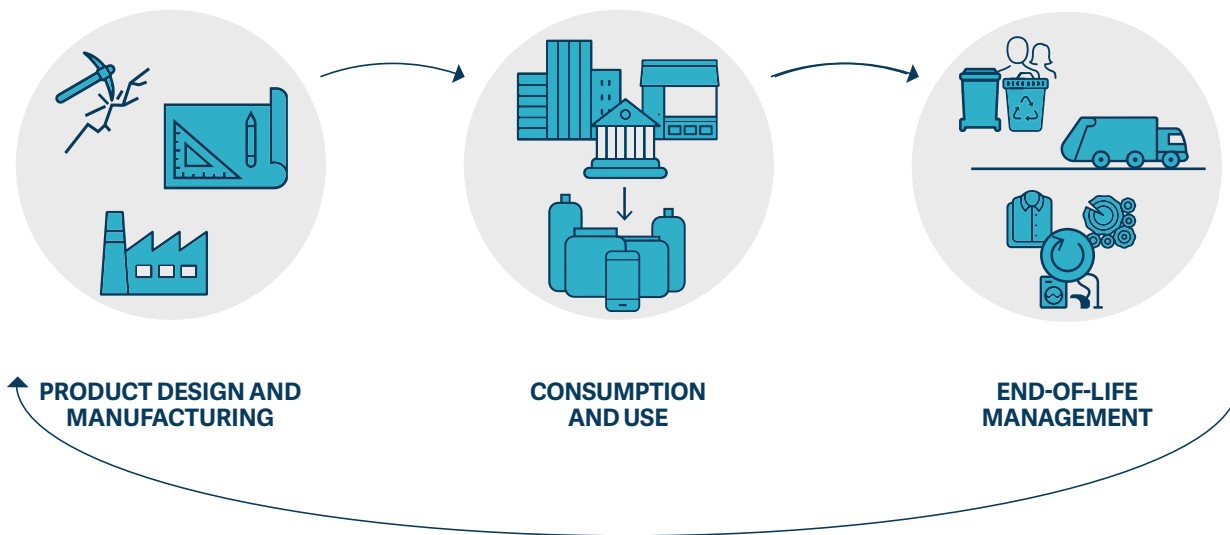 PRODUCT DESIGN AND
MANUFACTURING
CONSUMPTION
AND USE
END-OF-LIFE
MANAGEMENT